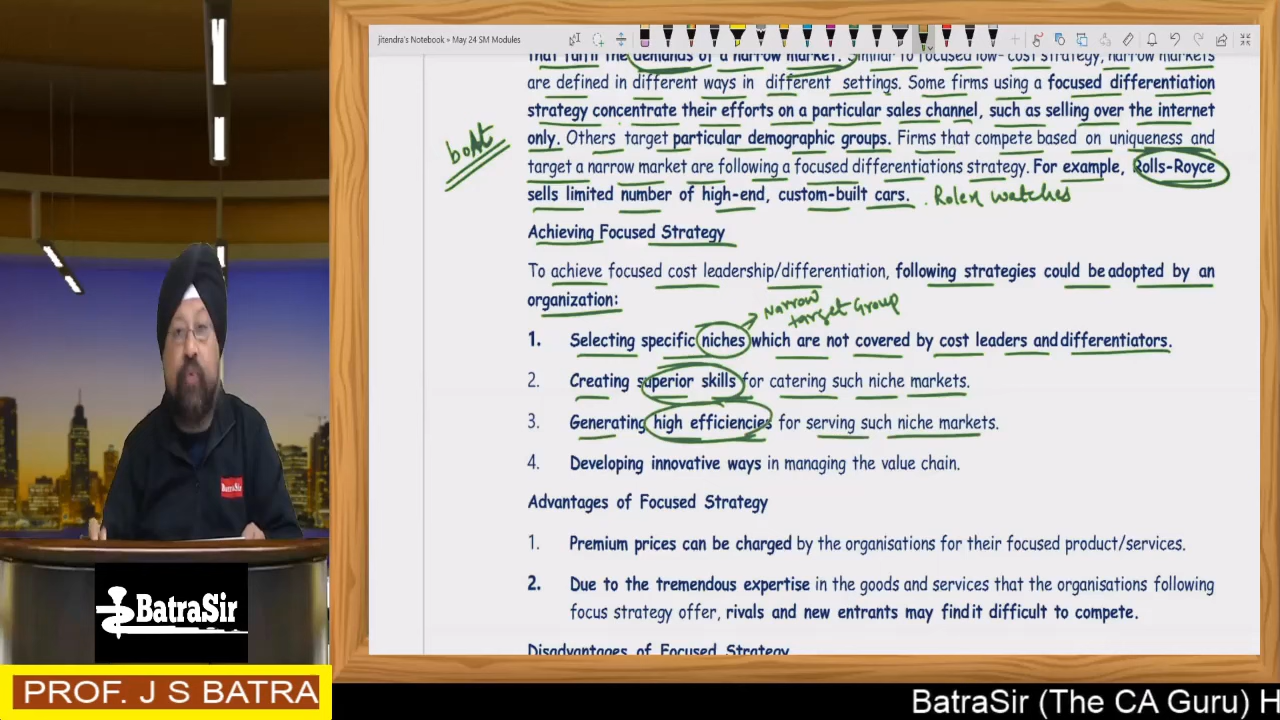 jitendra's Notebook » May 24 SM Modules
that fulfil the demands of a narrow market. Similar to focused low-cost strategy, narrow markets
are defined in different ways in different settings. Some firms using a focused differentiation
strategy concentrate their efforts on a particular sales channel, such as selling over the internet
only. Others target particular demographic groups. Firms that compete based on uniqueness and
target a narrow market are following a focused differentiations strategy. For example, Rolls-Royce
sells limited number of high-end, custom-built cars. . Rolex watches
boAt
Achieving Focused Strategy
To achieve focused cost leadership/differentiation, following strategies could be adopted by an
organization:
Narrow
target Group
1. Selecting specific niches which are not covered by cost leaders and differentiators.
2. Creating superior skills for catering such niche markets.
3. Generating high efficiencies for serving such niche markets.
4. Developing innovative ways in managing the value chain.
Advantages of Focused Strategy
1. Premium prices can be charged by the organisations for their focused product/services.
2. Due to the tremendous expertise in the goods and services that the organisations following
focus strategy offer, rivals and new entrants may find it difficult to compete.
Disadvantages of Focused Strategy
BatraSir
BatraSir
PROF. J S BATRA
BatraSir (The CA Guru) H